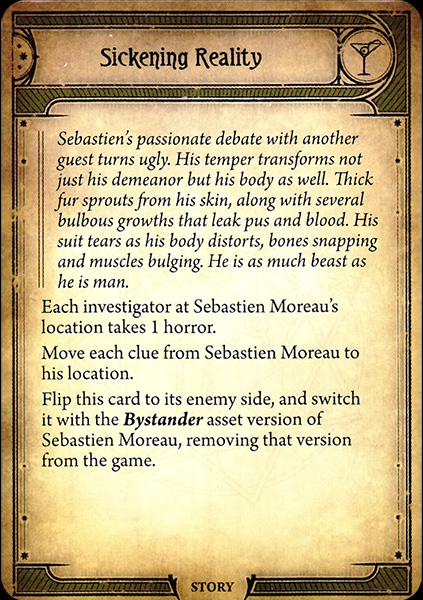 Sickening Reality
Sebastien's passionate debate with another
guest turns ugly. His temper transforms not
just his demeanor but his body as well. Thick
fur sprouts from his skin, along with several
bulbous growths that leak pus and blood. His
suit tears as his body distorts, bones snapping
and muscles bulging. He is as much beast as
he is man.
Each investigator at Sebastien Moreau's
location takes 1 horror.
Move each clue from Sebastien Moreau to
his location.
Flip this card to its enemy side, and switch
it with the Bystander asset version of
Sebastien Moreau, removing that version
from the game.
STORY